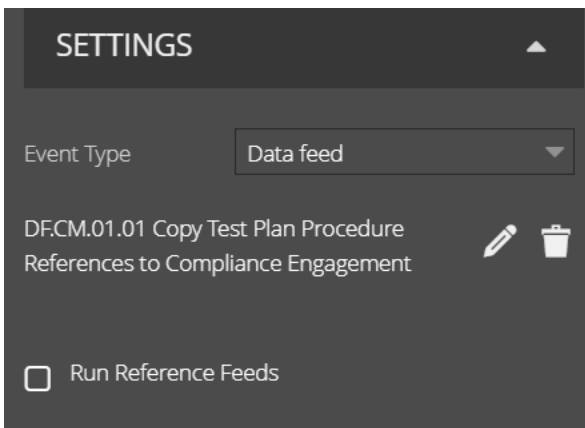 SETTINGS
Event Type
Data feed
DF.CM.01.01 Copy Test Plan Procedure
References to Compliance Engagement
Run Reference Feeds